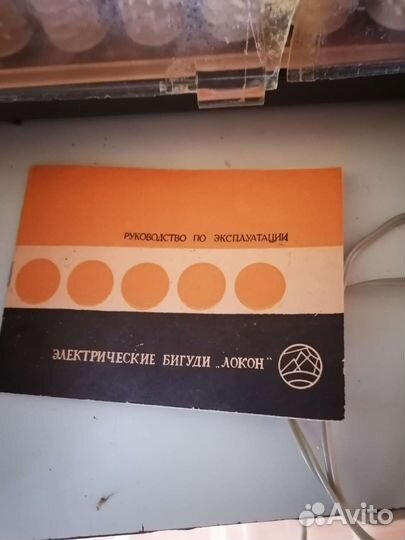 РУКОВОДСТВО ПО ЭКСПЛУАТАЦИИ
ЭЛЕКТРИЧЕСКИЕ БИГУДИ „ЛОКОН"
Avito